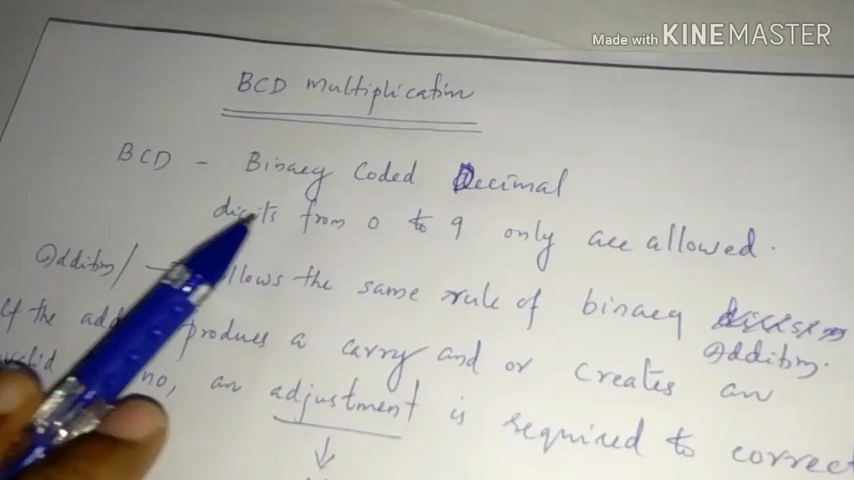 Made with KINEMASTER
BCD Multiplication
BCD - Binary Coded Decimal
digits from 0 to 9 only are allowed.
Addition/ → follows the same rule of binary
Addition.
If the add produces a carry and or creates an
no, an adjustment is required to correct